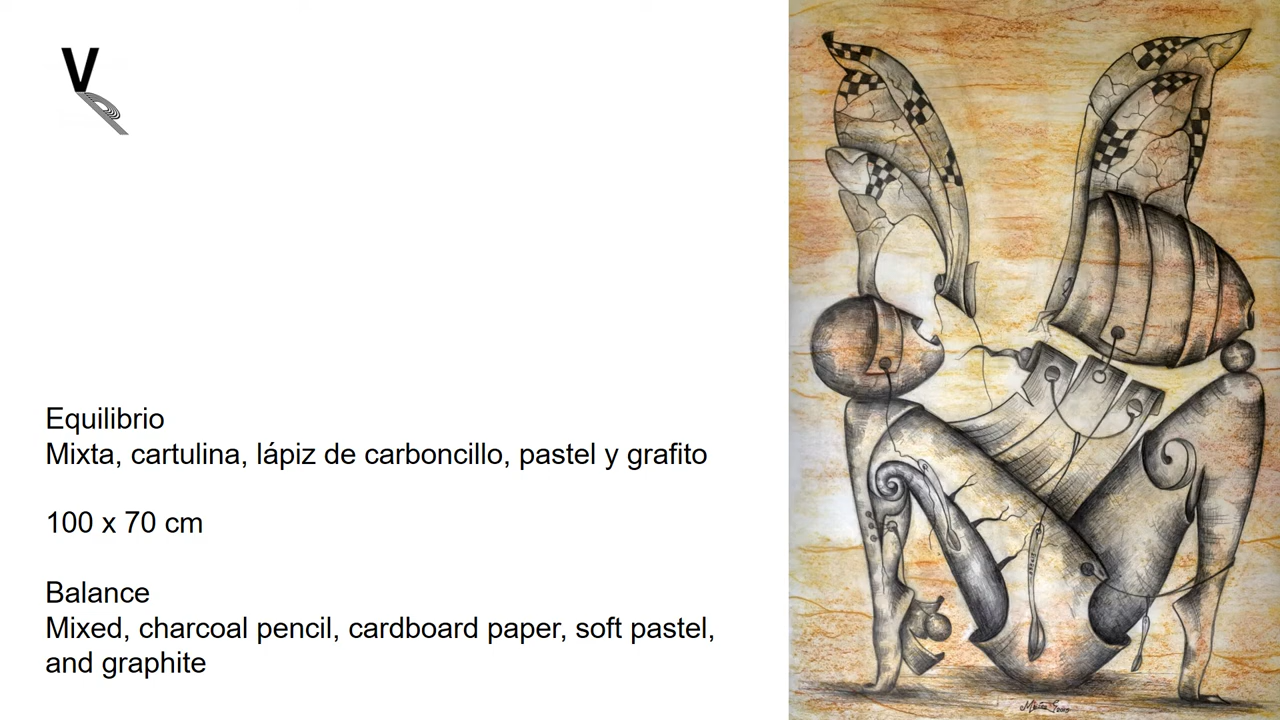 V
Equilibrio
Mixta, cartulina, lápiz de carboncillo, pastel y grafito
100 x 70 cm
Balance
Mixed, charcoal pencil, cardboard paper, soft pastel,
and graphite